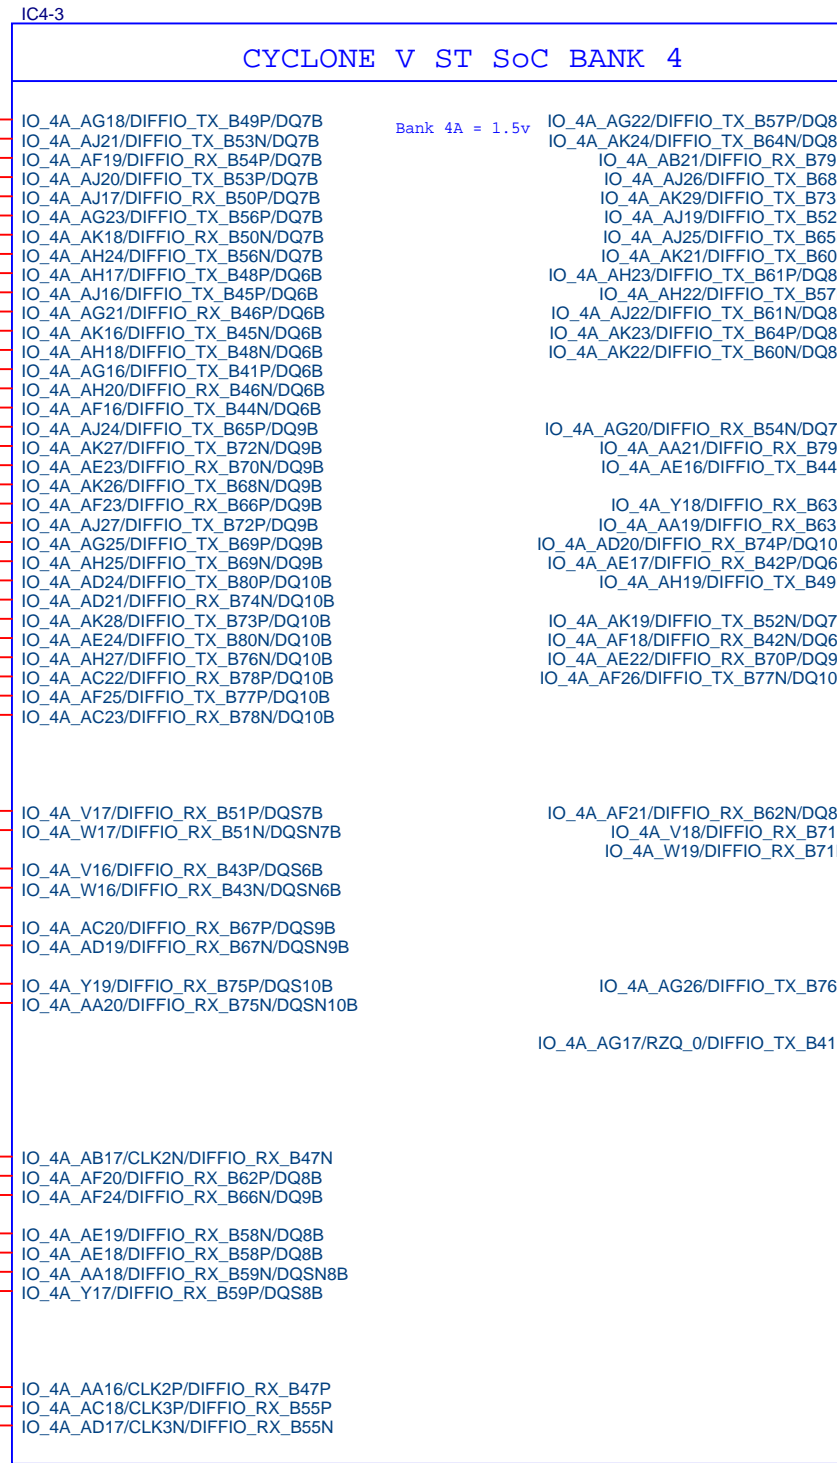 IC4-3
CYCLONE V ST SoC BANK 4
Bank 4A = 1.5v
IO_4A_AG18/DIFFIO_TX_B49P/DQ7B
IO_4A_AJ21/DIFFIO_TX_B53N/DQ7B
IO_4A_AF19/DIFFIO_RX_B54P/DQ7B
IO_4A_AJ20/DIFFIO_TX_B53P/DQ7B
IO_4A_AJ17/DIFFIO_RX_B50P/DQ7B
IO_4A_AG23/DIFFIO_TX_B56P/DQ7B
IO_4A_AK18/DIFFIO_RX_B50N/DQ7B
IO_4A_AH24/DIFFIO_TX_B56N/DQ7B
IO_4A_AH17/DIFFIO_TX_B48P/DQ6B
IO_4A_AJ16/DIFFIO_TX_B45P/DQ6B
IO_4A_AG21/DIFFIO_RX_B46P/DQ6B
IO_4A_AK16/DIFFIO_TX_B45N/DQ6B
IO_4A_AH18/DIFFIO_TX_B48N/DQ6B
IO_4A_AG16/DIFFIO_TX_B41P/DQ6B
IO_4A_AH20/DIFFIO_RX_B46N/DQ6B
IO_4A_AF16/DIFFIO_TX_B44N/DQ6B
IO_4A_AJ24/DIFFIO_TX_B65P/DQ9B
IO_4A_AK27/DIFFIO_TX_B72N/DQ9B
IO_4A_AE23/DIFFIO_RX_B70N/DQ9B
IO_4A_AK26/DIFFIO_TX_B68N/DQ9B
IO_4A_AF23/DIFFIO_RX_B66P/DQ9B
IO_4A_AJ27/DIFFIO_TX_B72P/DQ9B
IO_4A_AG25/DIFFIO_TX_B69P/DQ9B
IO_4A_AH25/DIFFIO_TX_B69N/DQ9B
IO_4A_AD24/DIFFIO_TX_B80P/DQ10B
IO_4A_AD21/DIFFIO_RX_B74N/DQ10B
IO_4A_AK28/DIFFIO_TX_B73P/DQ10B
IO_4A_AE24/DIFFIO_TX_B80N/DQ10B
IO_4A_AH27/DIFFIO_TX_B76N/DQ10B
IO_4A_AC22/DIFFIO_RX_B78P/DQ10B
IO_4A_AF25/DIFFIO_TX_B77P/DQ10B
IO_4A_AC23/DIFFIO_RX_B78N/DQ10B
IO_4A_V17/DIFFIO_RX_B51P/DQS7B
IO_4A_W17/DIFFIO_RX_B51N/DQSN7B
IO_4A_V16/DIFFIO_RX_B43P/DQS6B
IO_4A_W16/DIFFIO_RX_B43N/DQSN6B
IO_4A_AC20/DIFFIO_RX_B67P/DQS9B
IO_4A_AD19/DIFFIO_RX_B67N/DQSN9B
IO_4A_Y19/DIFFIO_RX_B75P/DQS10B
IO_4A_AA20/DIFFIO_RX_B75N/DQSN10B
IO_4A_AB17/CLK2N/DIFFIO_RX_B47N
IO_4A_AF20/DIFFIO_RX_B62P/DQ8B
IO_4A_AF24/DIFFIO_RX_B66N/DQ9B
IO_4A_AE19/DIFFIO_RX_B58N/DQ8B
IO_4A_AE18/DIFFIO_RX_B58P/DQ8B
IO_4A_AA18/DIFFIO_RX_B59N/DQSN8B
IO_4A_Y17/DIFFIO_RX_B59P/DQS8B
IO_4A_AA16/CLK2P/DIFFIO_RX_B47P
IO_4A_AC18/CLK3P/DIFFIO_RX_B55P
IO_4A_AD17/CLK3N/DIFFIO_RX_B55N
IO_4A_AG22/DIFFIO_TX_B57P/DQ8
IO_4A_AK24/DIFFIO_TX_B64N/DQ8
IO_4A_AB21/DIFFIO_RX_B79
IO_4A_AJ26/DIFFIO_TX_B68
IO_4A_AK29/DIFFIO_TX_B73
IO_4A_AJ19/DIFFIO_TX_B52
IO_4A_AJ25/DIFFIO_TX_B65
IO_4A_AK21/DIFFIO_TX_B60
IO_4A_AH23/DIFFIO_TX_B61P/DQ8
IO_4A_AH22/DIFFIO_TX_B57
IO_4A_AJ22/DIFFIO_TX_B61N/DQ8
IO_4A_AK23/DIFFIO_TX_B64P/DQ8
IO_4A_AK22/DIFFIO_TX_B60N/DQ8
IO_4A_AG20/DIFFIO_RX_B54N/DQ7
IO_4A_AA21/DIFFIO_RX_B79
IO_4A_AE16/DIFFIO_TX_B44
IO_4A_Y18/DIFFIO_RX_B63
IO_4A_AA19/DIFFIO_RX_B63
IO_4A_AD20/DIFFIO_RX_B74P/DQ10
IO_4A_AE17/DIFFIO_RX_B42P/DQ6
IO_4A_AH19/DIFFIO_TX_B49
IO_4A_AK19/DIFFIO_TX_B52N/DQ7
IO_4A_AF18/DIFFIO_RX_B42N/DQ6
IO_4A_AE22/DIFFIO_RX_B70P/DQ9
IO_4A_AF26/DIFFIO_TX_B77N/DQ10
IO_4A_AF21/DIFFIO_RX_B62N/DQ8
IO_4A_V18/DIFFIO_RX_B71
IO_4A_W19/DIFFIO_RX_B71
IO_4A_AG26/DIFFIO_TX_B76
IO_4A_AG17/RZQ_0/DIFFIO_TX_B41